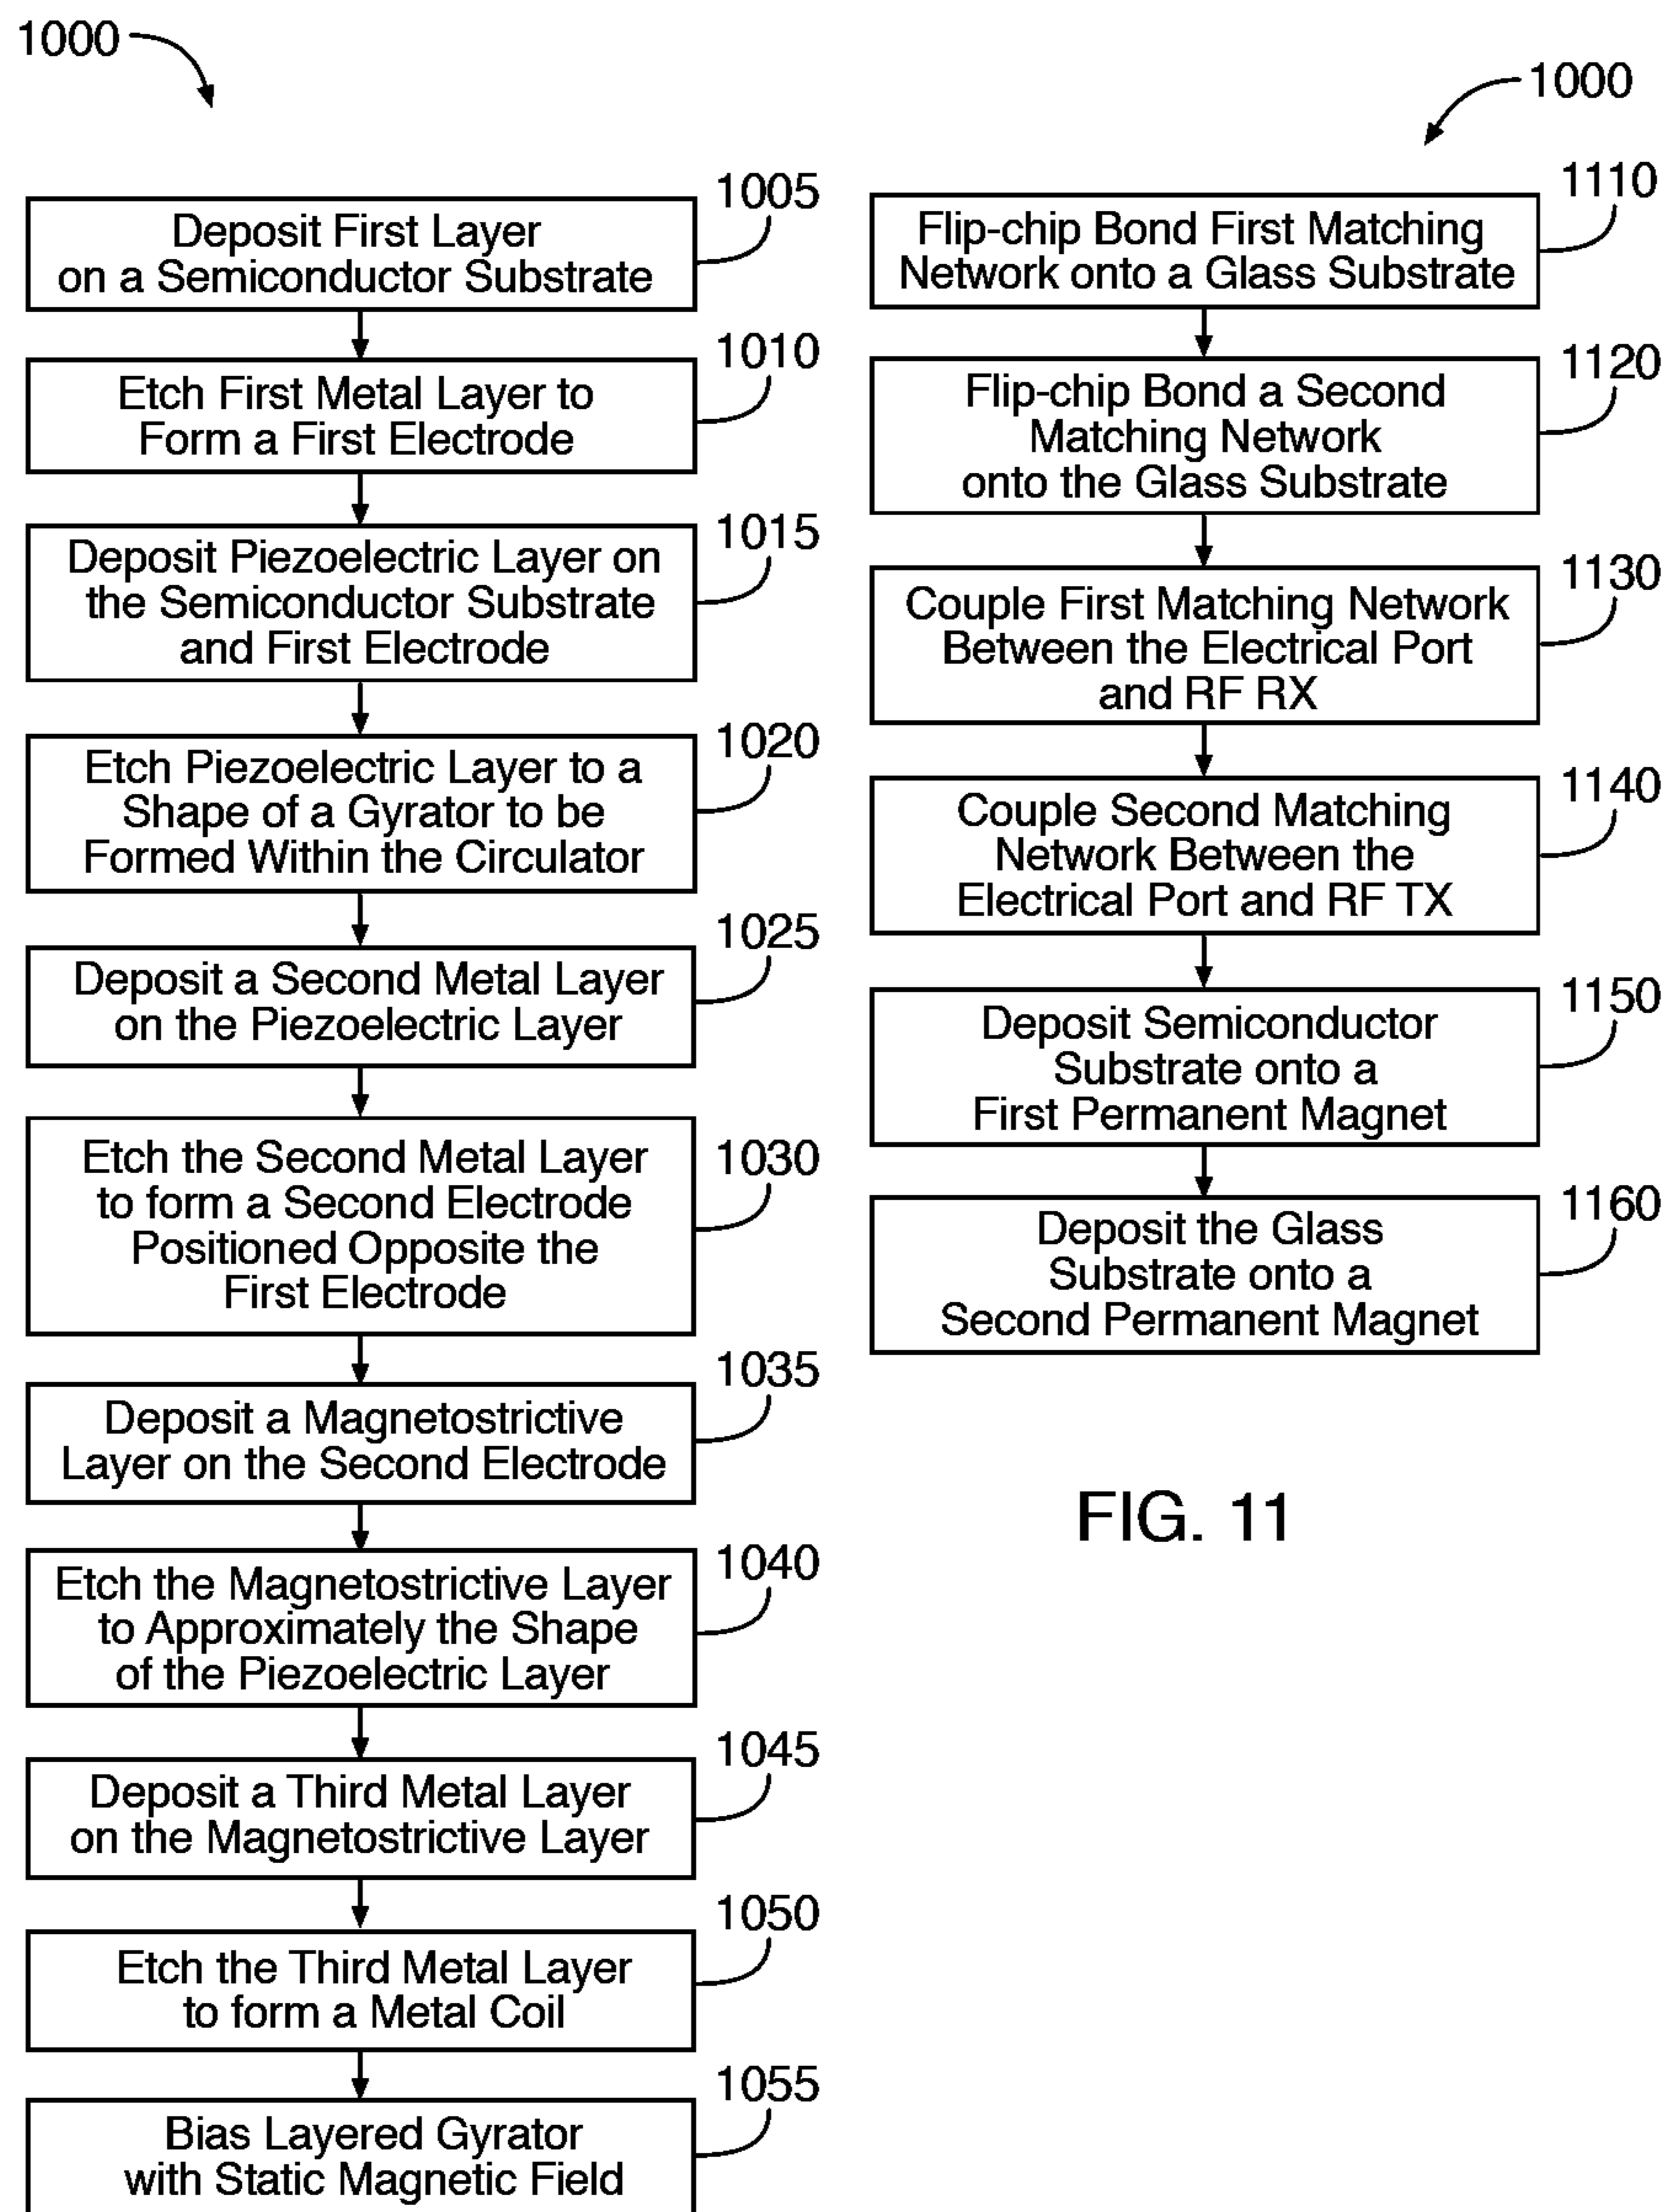 1000
1005
Deposit First Layer
on a Semiconductor Substrate
1010
Etch First Metal Layer to
Form a First Electrode
1015
Deposit Piezoelectric Layer on
the Semiconductor Substrate
and First Electrode
1020
Etch Piezoelectric Layer to a
Shape of a Gyrator to be
Formed Within the Circulator
1025
Deposit a Second Metal Layer
on the Piezoelectric Layer
1030
Etch the Second Metal Layer
to form a Second Electrode
Positioned Opposite the
First Electrode
1035
Deposit a Magnetostrictive
Layer on the Second Electrode
1040
Etch the Magnetostrictive Layer
to Approximately the Shape
of the Piezoelectric Layer
1045
Deposit a Third Metal Layer
on the Magnetostrictive Layer
1050
Etch the Third Metal Layer
to form a Metal Coil
1055
Bias Layered Gyrator
with Static Magnetic Field
1000
1110
Flip-chip Bond First Matching
Network onto a Glass Substrate
1120
Flip-chip Bond a Second
Matching Network
onto the Glass Substrate
1130
Couple First Matching Network
Between the Electrical Port
and RF RX
1140
Couple Second Matching
Network Between the
Electrical Port and RF TX
1150
Deposit Semiconductor
Substrate onto a
First Permanent Magnet
1160
Deposit the Glass
Substrate onto a
Second Permanent Magnet
FIG. 11